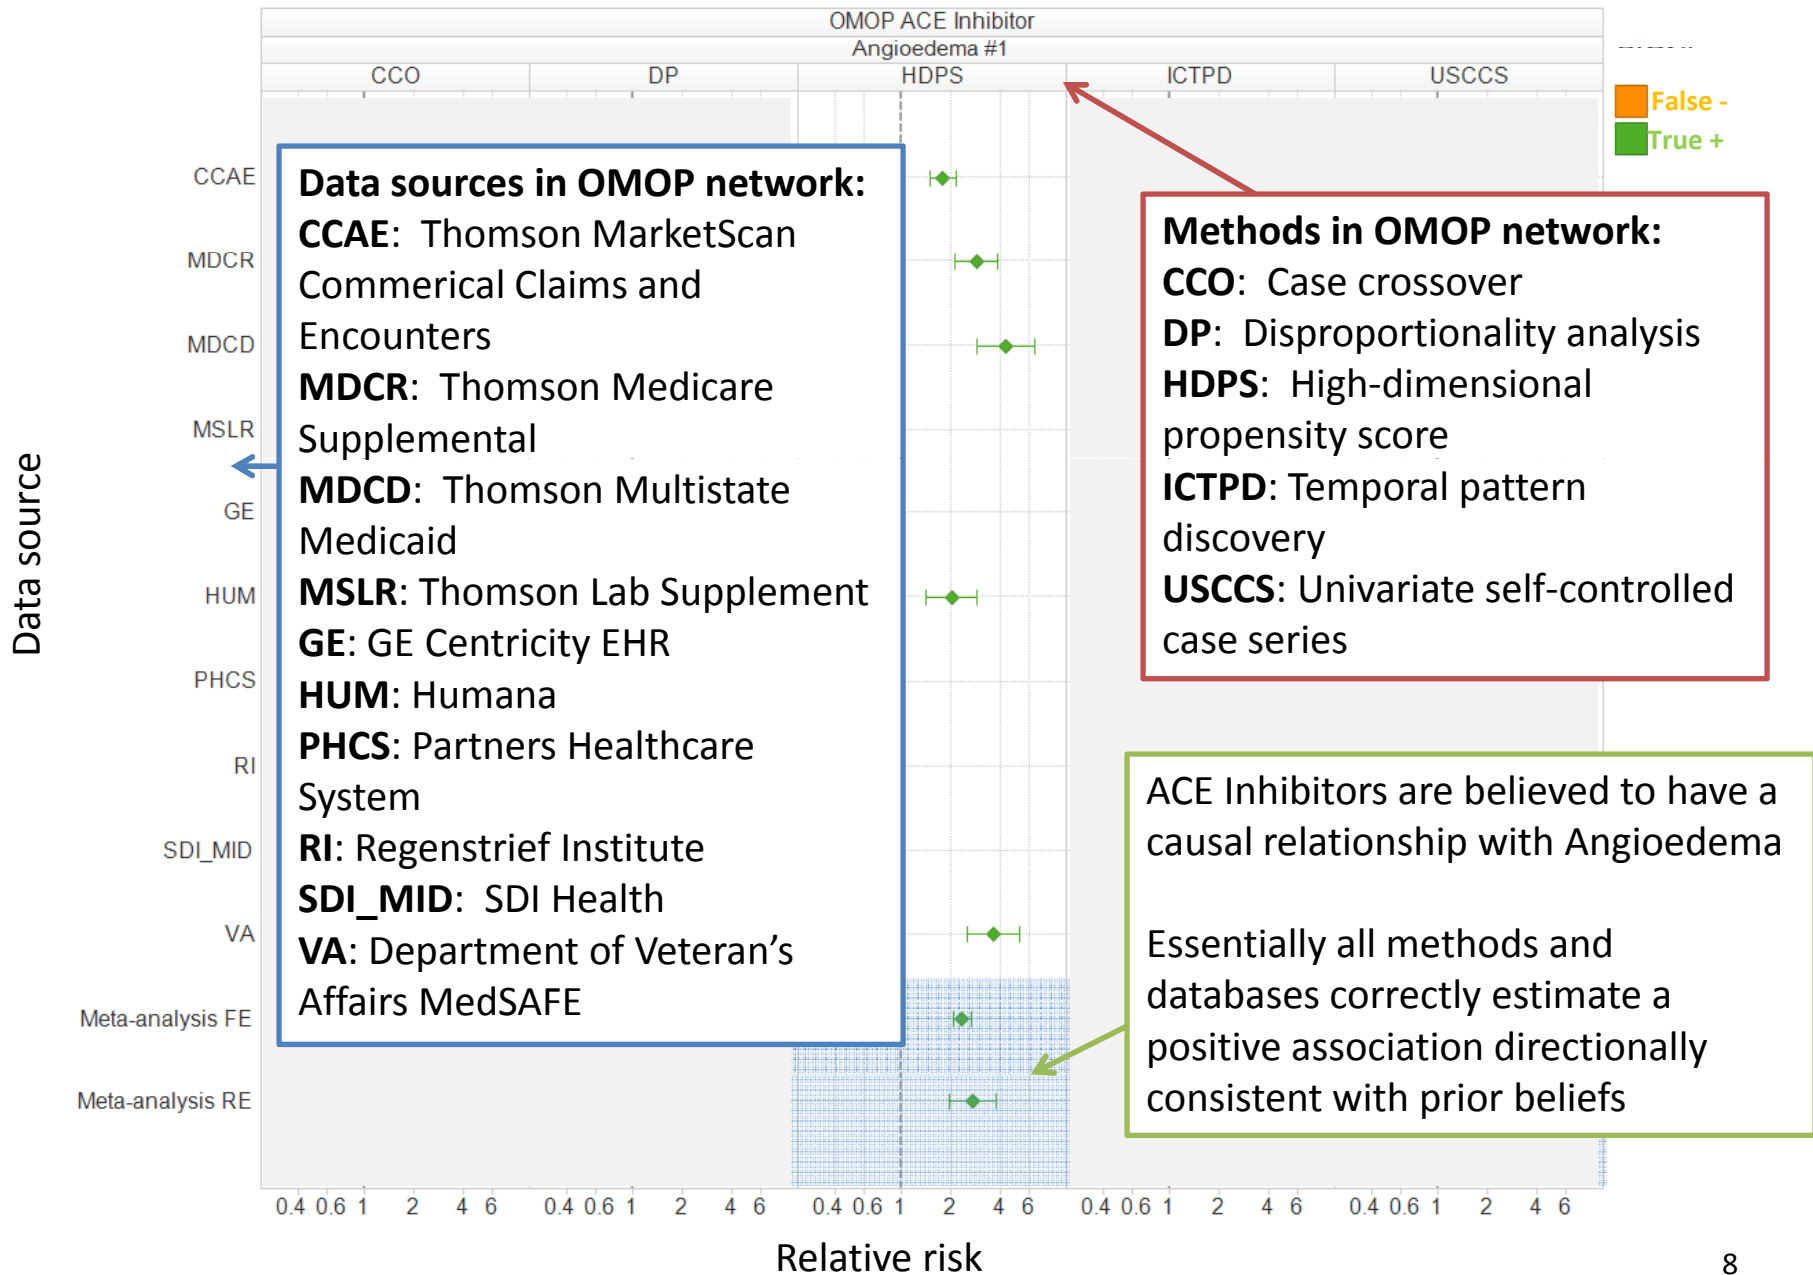 OMOP ACE Inhibitor
Angioedema #1
CCO DP HDPS ICTPD USCCS
False -
True +
Data source
CCAE
MDCR
MDCD
MSLR
GE
HUM
PHCS
RI
SDI_MID
VA
Meta-analysis FE
Meta-analysis RE
Data sources in OMOP network:
CCAE: Thomson MarketScan
Commerical Claims and
Encounters
MDCR: Thomson Medicare
Supplemental
MDCD: Thomson Multistate
Medicaid
MSLR: Thomson Lab Supplement
GE: GE Centricity EHR
HUM: Humana
PHCS: Partners Healthcare
System
RI: Regenstrief Institute
SDI_MID: SDI Health
VA: Department of Veteran’s
Affairs MedSAFE
Methods in OMOP network:
CCO: Case crossover
DP: Disproportionality analysis
HDPS: High-dimensional
propensity score
ICTPD: Temporal pattern
discovery
USCCS: Univariate self-controlled
case series
ACE Inhibitors are believed to have a
causal relationship with Angioedema
Essentially all methods and
databases correctly estimate a
positive association directionally
consistent with prior beliefs
0.4 0.6 1 2 4 6 0.4 0.6 1 2 4 6 0.4 0.6 1 2 4 6 0.4 0.6 1 2 4 6 0.4 0.6 1 2 4 6
Relative risk
8